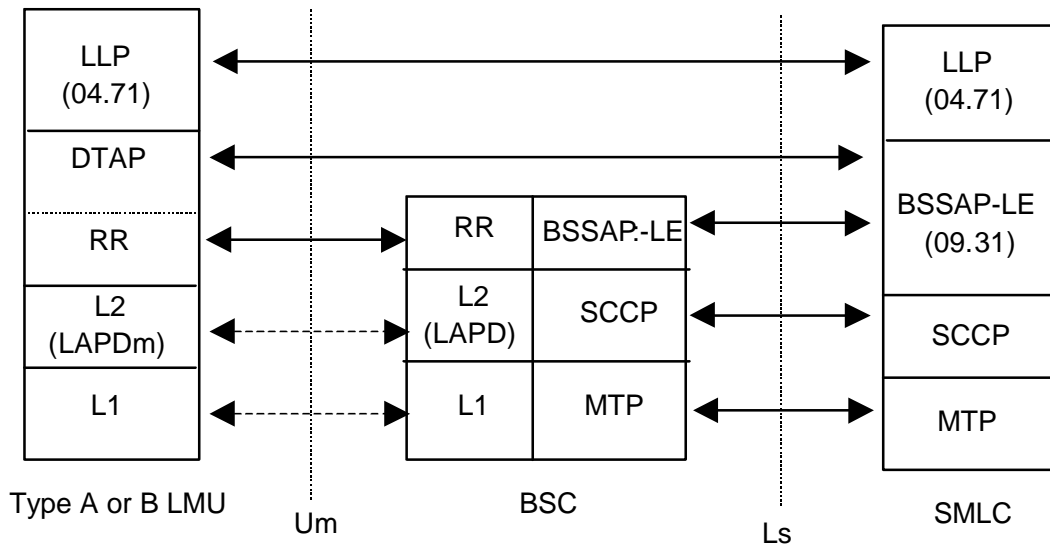 LLP
(04.71)
DTAP
RR
L2
(LAPDm)
L1
Type A or B LMU
Um
RR
BSSAP:-LE
L2
(LAPD)
SCCP
L1
MTP
BSC
Ls
LLP
(04.71)
BSSAP-LE
(09.31)
SCCP
MTP
SMLC